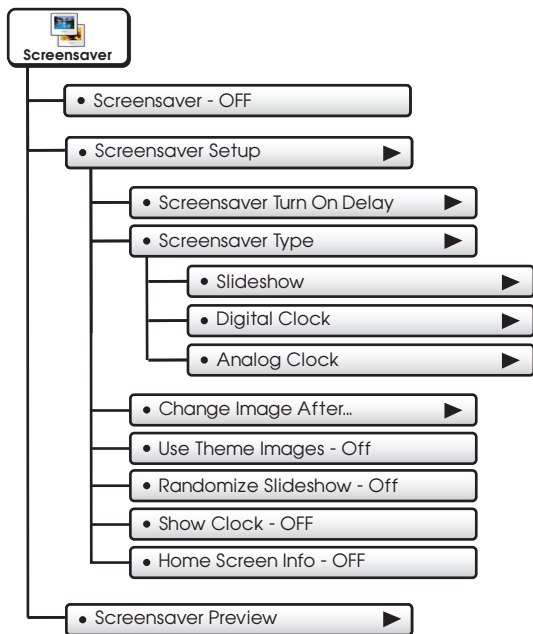 Screensaver
• Screensaver - OFF
• Screensaver Setup
• Screensaver Turn On Delay
• Screensaver Type
• Slideshow
• Digital Clock
• Analog Clock
• Change Image After...
• Use Theme Images - Off
• Randomize Slideshow - Off
• Show Clock - OFF
• Home Screen Info - OFF
• Screensaver Preview